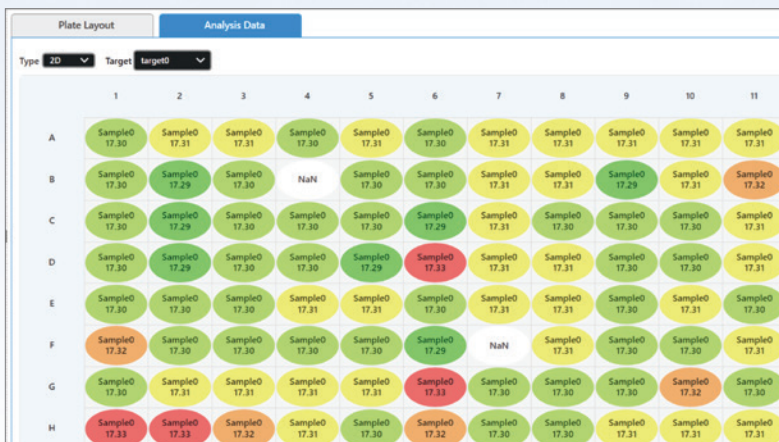 Plate Layout Analysis Data
Type 2D Target target0
1 2 3 4 5 6 7 8 9 10 11
A Sample0 Sample0 Sample0 Sample0 Sample0 Sample0 Sample0 Sample0 Sample0 Sample0 Sample0
17.30 17.31 17.31 17.30 17.31 17.30 17.31 17.31 17.31 17.31 17.31
B Sample0 Sample0 Sample0 NaN Sample0 Sample0 Sample0 Sample0 Sample0 Sample0 Sample0
17.30 17.29 17.30 17.30 17.30 17.31 17.31 17.29 17.31 17.32
C Sample0 Sample0 Sample0 Sample0 Sample0 Sample0 Sample0 Sample0 Sample0 Sample0 Sample0
17.30 17.29 17.30 17.30 17.30 17.29 17.31 17.30 17.30 17.30 17.31
D Sample0 Sample0 Sample0 Sample0 Sample0 Sample0 Sample0 Sample0 Sample0 Sample0 Sample0
17.30 17.29 17.30 17.30 17.29 17.33 17.31 17.31 17.30 17.30 17.31
E Sample0 Sample0 Sample0 Sample0 Sample0 Sample0 Sample0 Sample0 Sample0 Sample0 Sample0
17.30 17.30 17.30 17.31 17.31 17.30 17.31 17.31 17.30 17.31 17.30
F Sample0 Sample0 Sample0 Sample0 Sample0 Sample0 NaN Sample0 Sample0 Sample0 Sample0
17.32 17.30 17.30 17.30 17.30 17.29 17.31 17.30 17.30 17.31
G Sample0 Sample0 Sample0 Sample0 Sample0 Sample0 Sample0 Sample0 Sample0 Sample0 Sample0
17.30 17.31 17.31 17.31 17.31 17.33 17.30 17.30 17.30 17.32 17.30
H Sample0 Sample0 Sample0 Sample0 Sample0 Sample0 Sample0 Sample0 Sample0 Sample0 Sample0
17.33 17.33 17.32 17.31 17.30 17.32 17.30 17.30 17.31 17.31 17.31